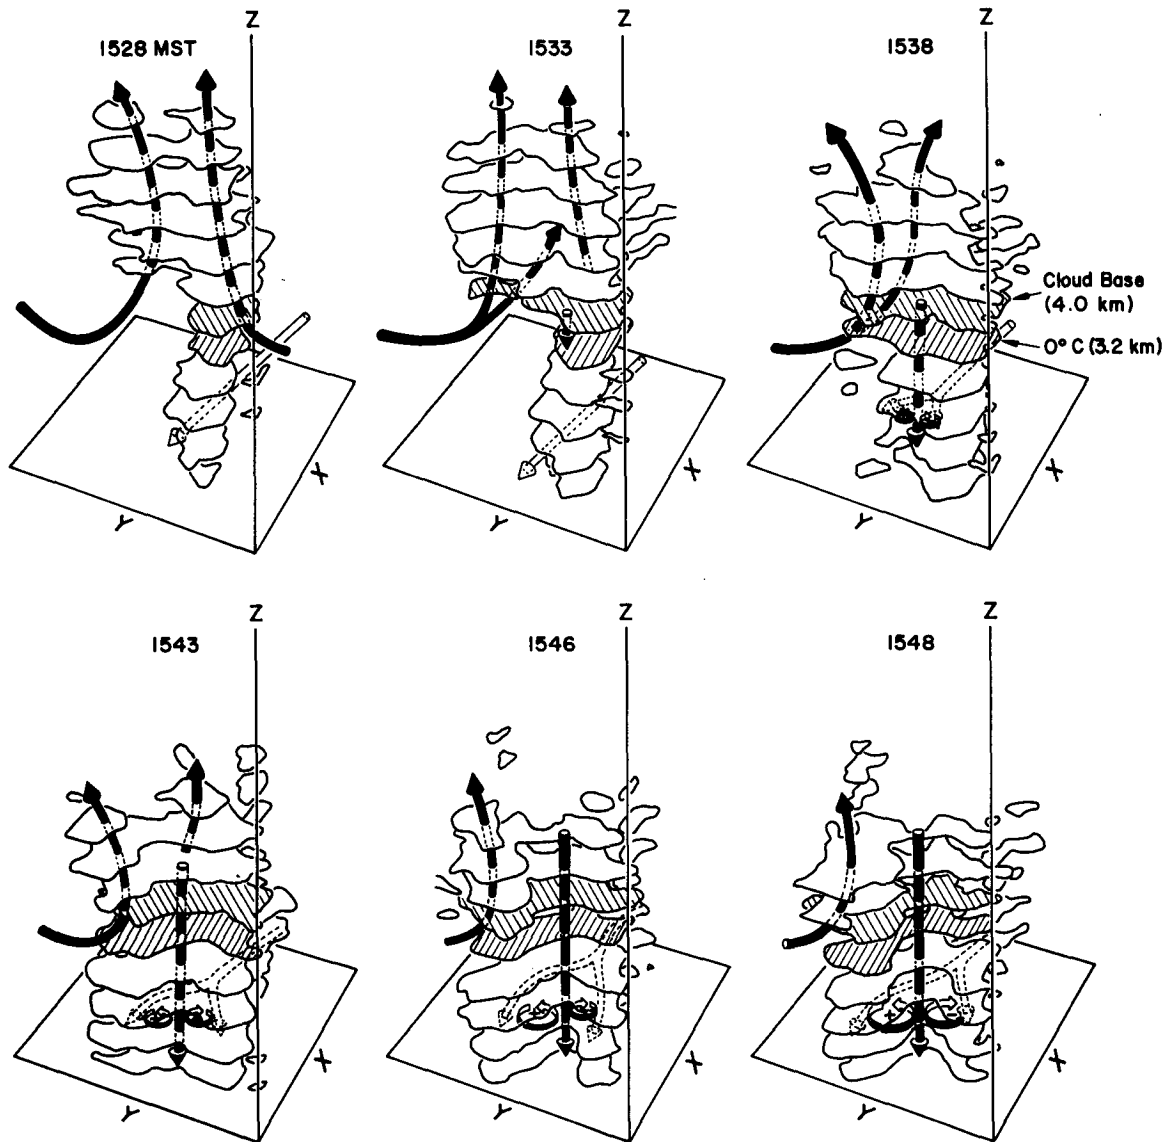 Z
Z
Z
1528 MST
1533
1538
Cloud Base
(4.0 km)
0° C (3.2 km)
X
X
X
Y
Y
Y
Z
Z
Z
1543
1546
1548
+
+
X
X
X
Y
Y
Y